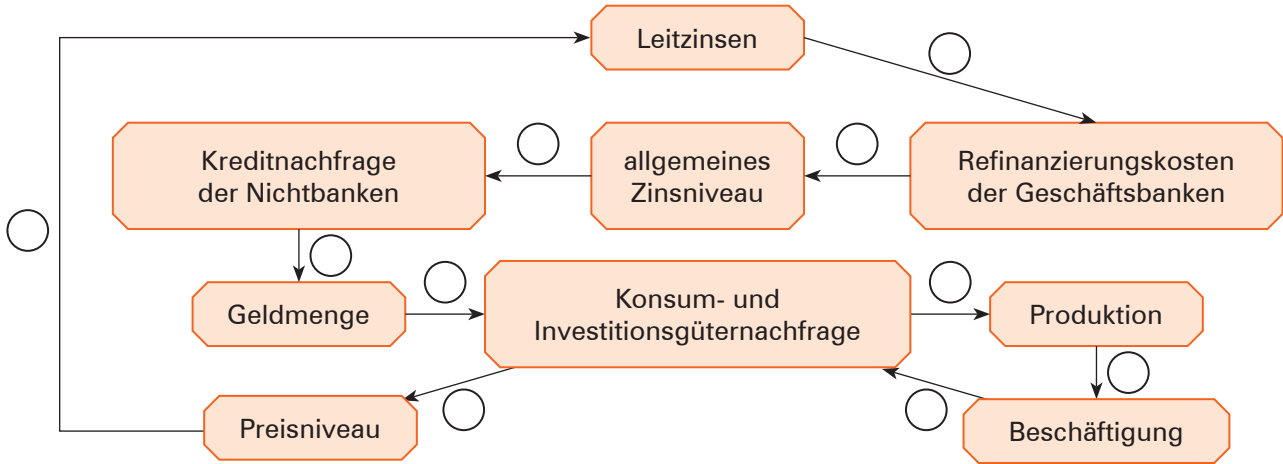 Leitzinsen
Kreditnachfrage
der Nichtbanken
allgemeines
Zinsniveau
Refinanzierungskosten
der Geschäftsbanken
Geldmenge
Konsum- und
Investitionsgüternachfrage
Produktion
Preisniveau
Beschäftigung